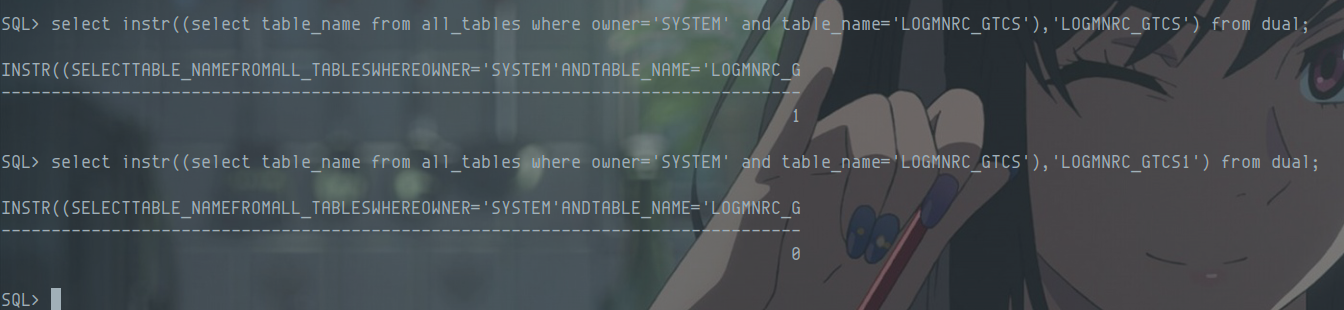 SQL> select instr((select table_name from all_tables where owner='SYSTEM' and table_name='LOGMNRC_GTCS'),'LOGMNRC_GTCS') from dual;
INSTR((SELECTTABLE_NAMEFROMALL_TABLESWHEREOWNER='SYSTEM'ANDTABLE_NAME='LOGMNRC_G
--------------------------------------------------------------------------------
1
SQL> select instr((select table_name from all_tables where owner='SYSTEM' and table_name='LOGMNRC_GTCS'),'LOGMNRC_GTCS1') from dual;
INSTR((SELECTTABLE_NAMEFROMALL_TABLESWHEREOWNER='SYSTEM'ANDTABLE_NAME='LOGMNRC_G
--------------------------------------------------------------------------------
0
SQL>